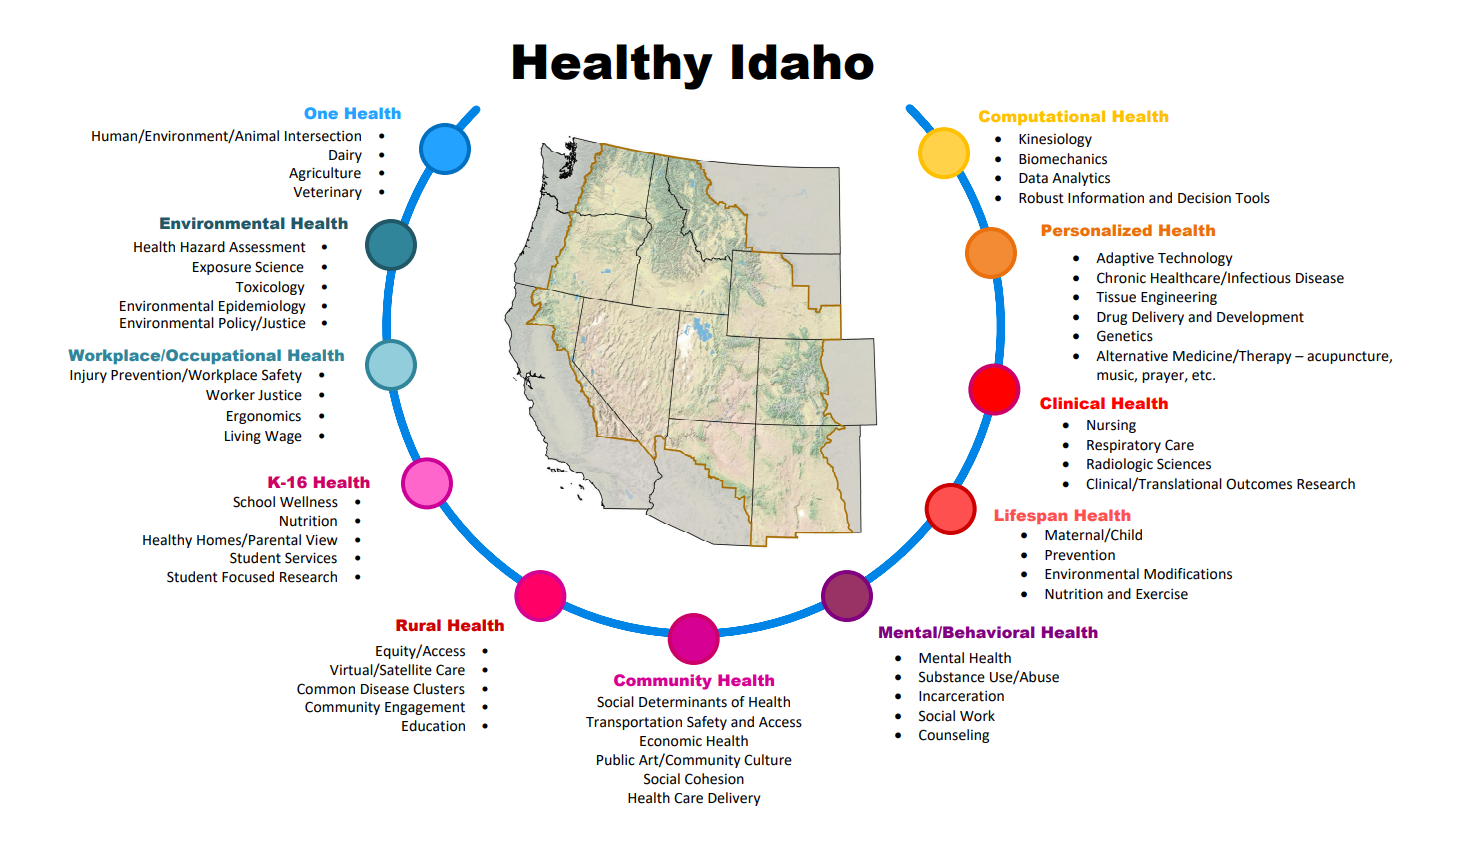 Healthy Idaho
One Health
Human/Environment/Animal Intersection •
Dairy •
Agriculture •
Veterinary •
Environmental Health
Health Hazard Assessment •
Exposure Science •
Toxicology •
Environmental Epidemiology •
Environmental Policy/Justice •
Workplace/Occupational Health
Injury Prevention/Workplace Safety •
Worker Justice •
Ergonomics •
Living Wage •
K-16 Health
School Wellness •
Nutrition •
Healthy Homes/Parental View •
Student Services •
Student Focused Research •
Rural Health
Equity/Access •
Virtual/Satellite Care •
Common Disease Clusters •
Community Engagement •
Education •
Community Health
Social Determinants of Health
Transportation Safety and Access
Economic Health
Public Art/Community Culture
Social Cohesion
Health Care Delivery
Mental/Behavioral Health
• Mental Health
• Substance Use/Abuse
• Incarceration
• Social Work
• Counseling
Lifespan Health
• Maternal/Child
• Prevention
• Environmental Modifications
• Nutrition and Exercise
Clinical Health
• Nursing
• Respiratory Care
• Radiologic Sciences
• Clinical/Translational Outcomes Research
Personalized Health
• Adaptive Technology
• Chronic Healthcare/Infectious Disease
• Tissue Engineering
• Drug Delivery and Development
• Genetics
• Alternative Medicine/Therapy – acupuncture,
music, prayer, etc.
Computational Health
• Kinesiology
• Biomechanics
• Data Analytics
• Robust Information and Decision Tools